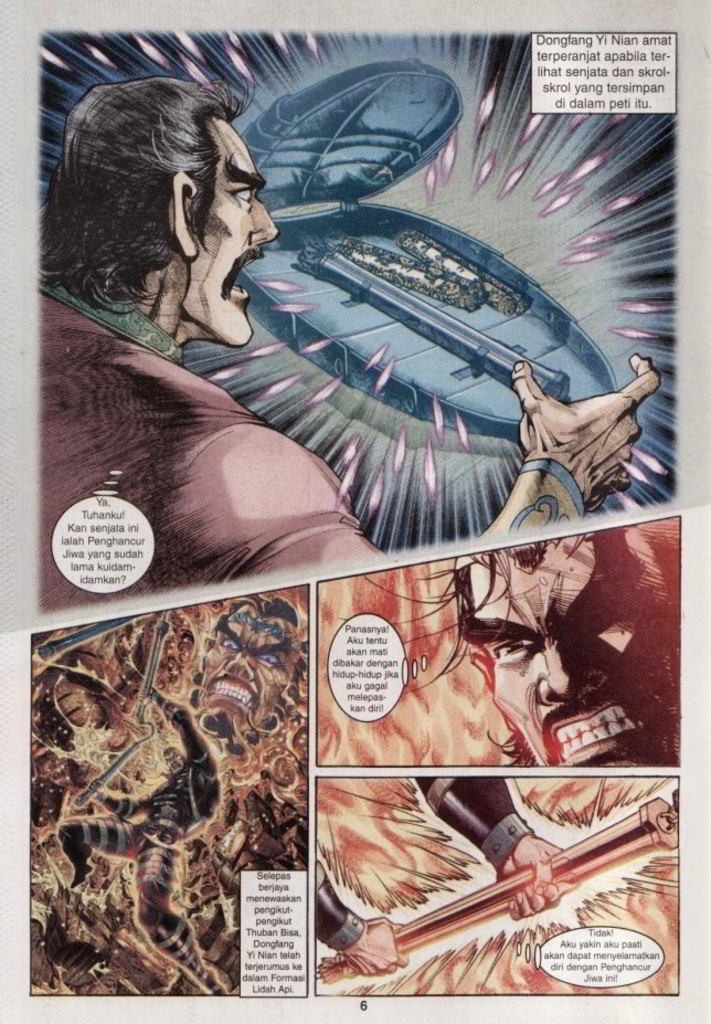 Dongfang Yi Nian amat
terperanjat apabila ter-
lihat senjata dan skrol-
skrol yang tersimpan
di dalam peti itu.
Ya,
Tuhanku!
Kan senjata ini
ialah Penghancur
Jiwa yang sudah
lama kuidam-
idamkan?
Selepas
berjaya
menewaskan
pengikut-
pengikut
Thuban Bisa,
Dongfang
Yi Nian telah
terjerumus ke
dalam Formasi
Lidah Api.
Panasnya!
Aku tentu
akan mati
dibakar dengan
hidup-hidup jika
aku gagal
melepas-
kan diri!
Tidak!
Aku yakin aku pasti
akan dapat menyelamatkan
diri dengan Penghancur
Jiwa ini!
6